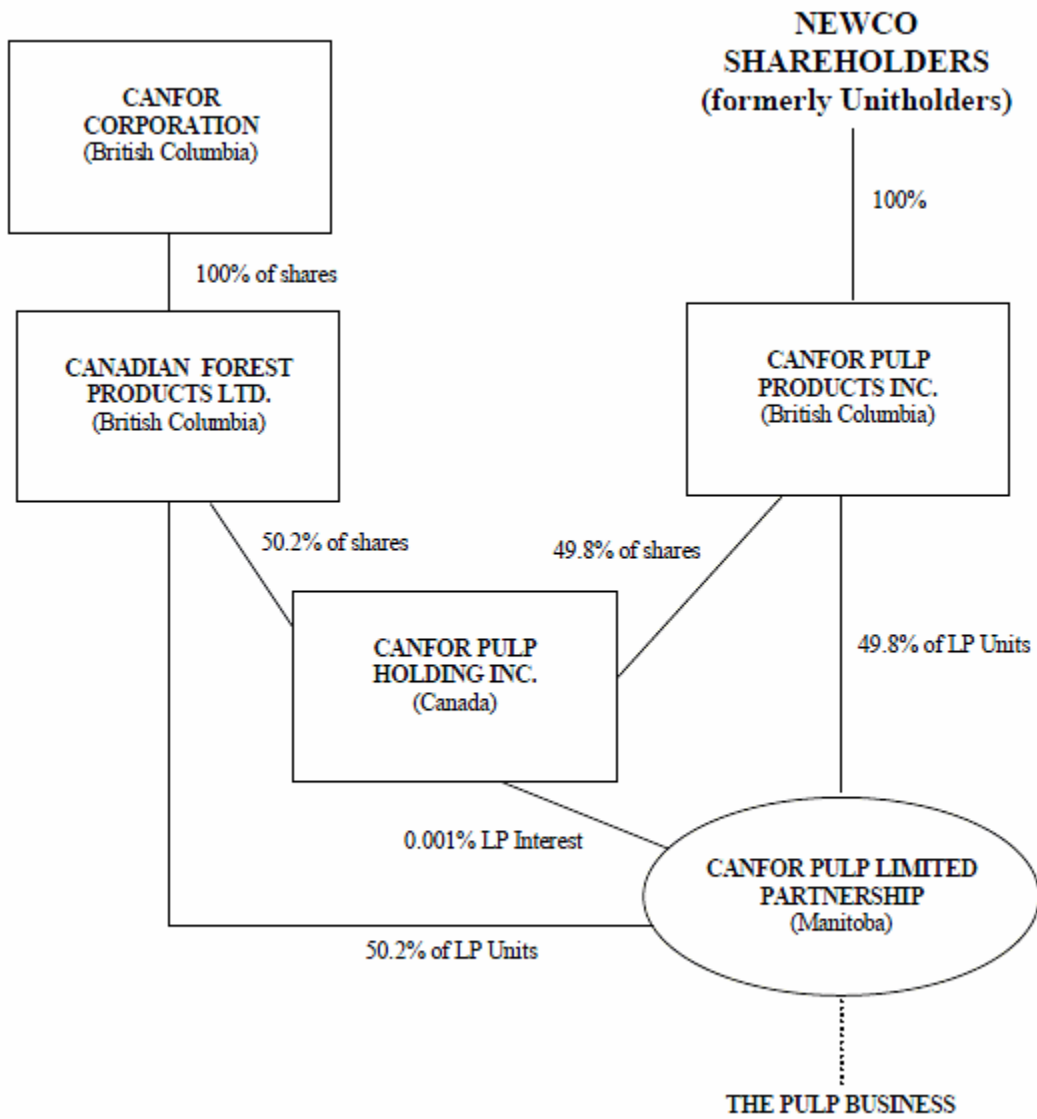 NEWCO
SHAREHOLDERS
(formerly Unitholders)
CANFOR
CORPORATION
(British Columbia)
100%
100% of shares
CANADIAN FOREST
PRODUCTS LTD.
(British Columbia)
CANFOR PULP
PRODUCTS INC.
(British Columbia)
50.2% of shares
49.8% of shares
CANFOR PULP
HOLDING INC.
(Canada)
49.8% of LP Units
0.001% LP Interest
CANFOR PULP LIMITED
PARTNERSHIP
(Manitoba)
50.2% of LP Units
THE PULP BUSINESS